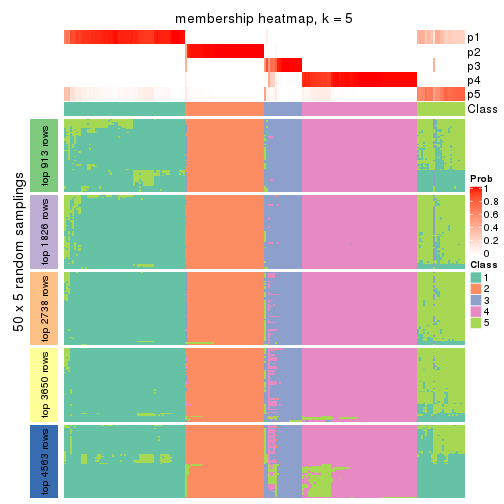 membership heatmap, k = 5
p1
p2
p3
p4
p5
Class
50 x 5 random samplings
top 913 rows
top 1826 rows
top 2738 rows
top 3650 rows
top 4563 rows
Prob
1
0.8
0.6
0.4
0.2
0
Class
1
2
3
4
5